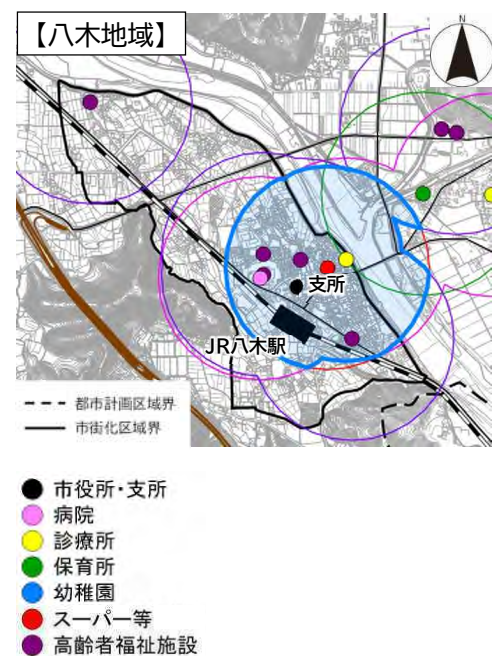 【八木地域】
N
支所
JR八木駅
都市計画区域界
市街化区域界
市役所・支所
病院
診療所
保育所
幼稚園
スーパー等
高齢者福祉施設